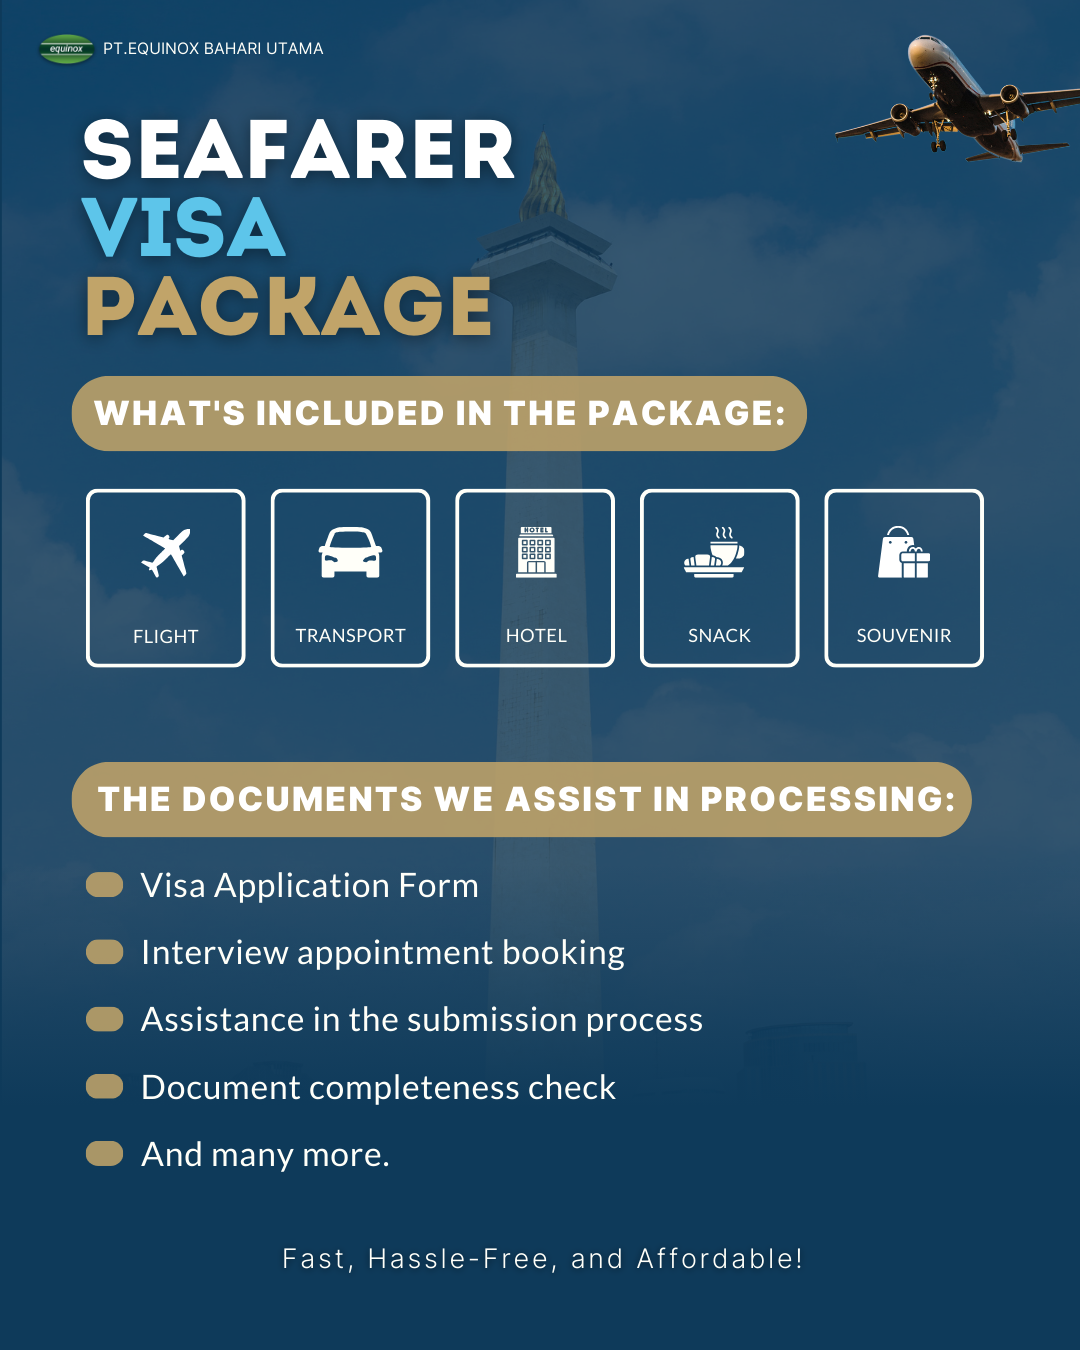 equinox PT.EQUINOX BAHARI UTAMA
SEAFARER
VISA
PACKAGE
WHAT'S INCLUDED IN THE PACKAGE:
HOTEL
FLIGHT TRANSPORT HOTEL SNACK SOUVENIR
THE DOCUMENTS WE ASSIST IN PROCESSING:
Visa Application Form
Interview appointment booking
Assistance in the submission process
Document completeness check
And many more.
Fast, Hassle-Free, and Affordable!